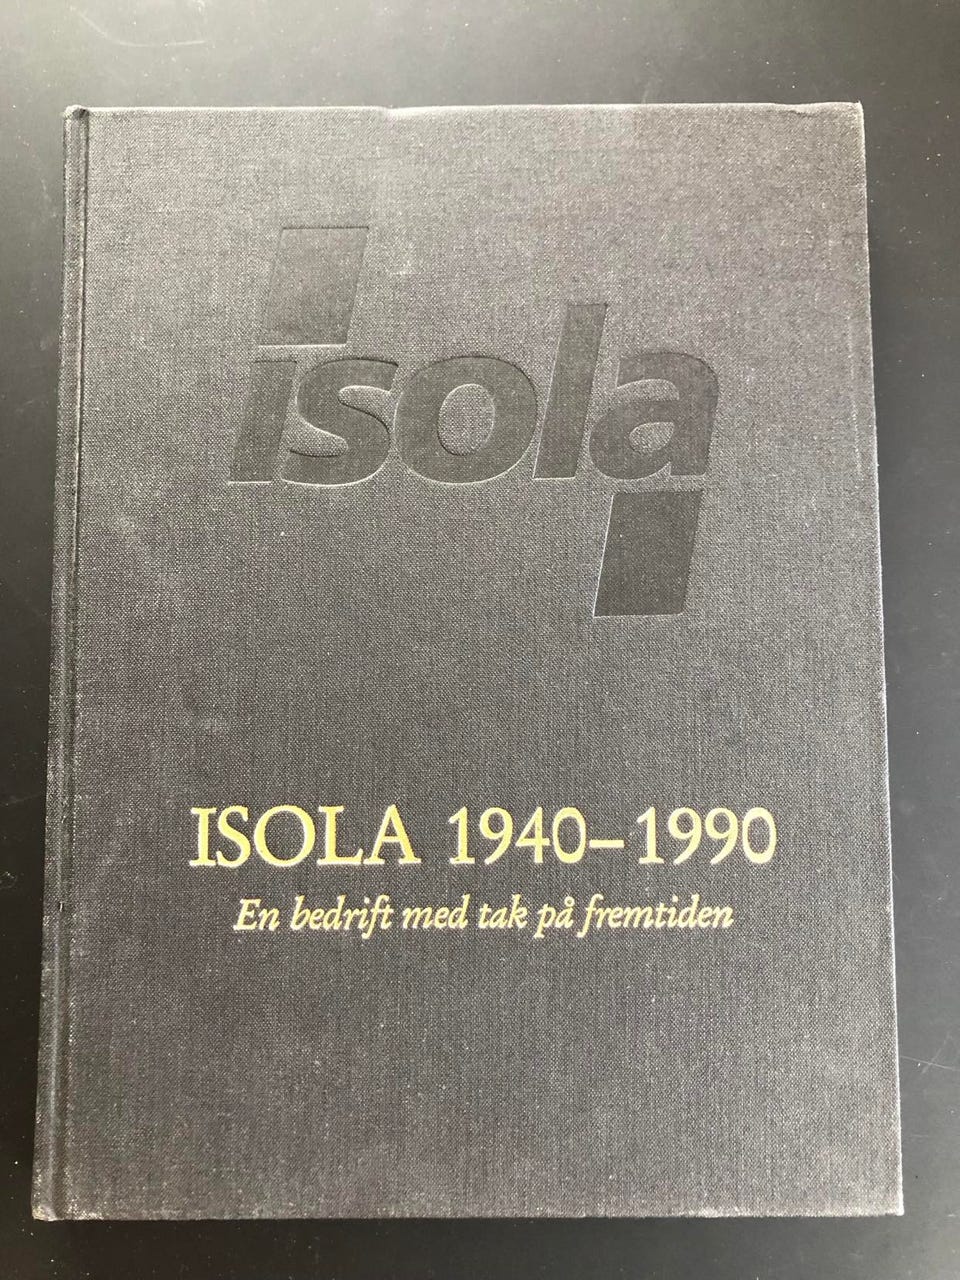 isola
ISOLA 1940–1990
En bedrift med tak på fremtiden